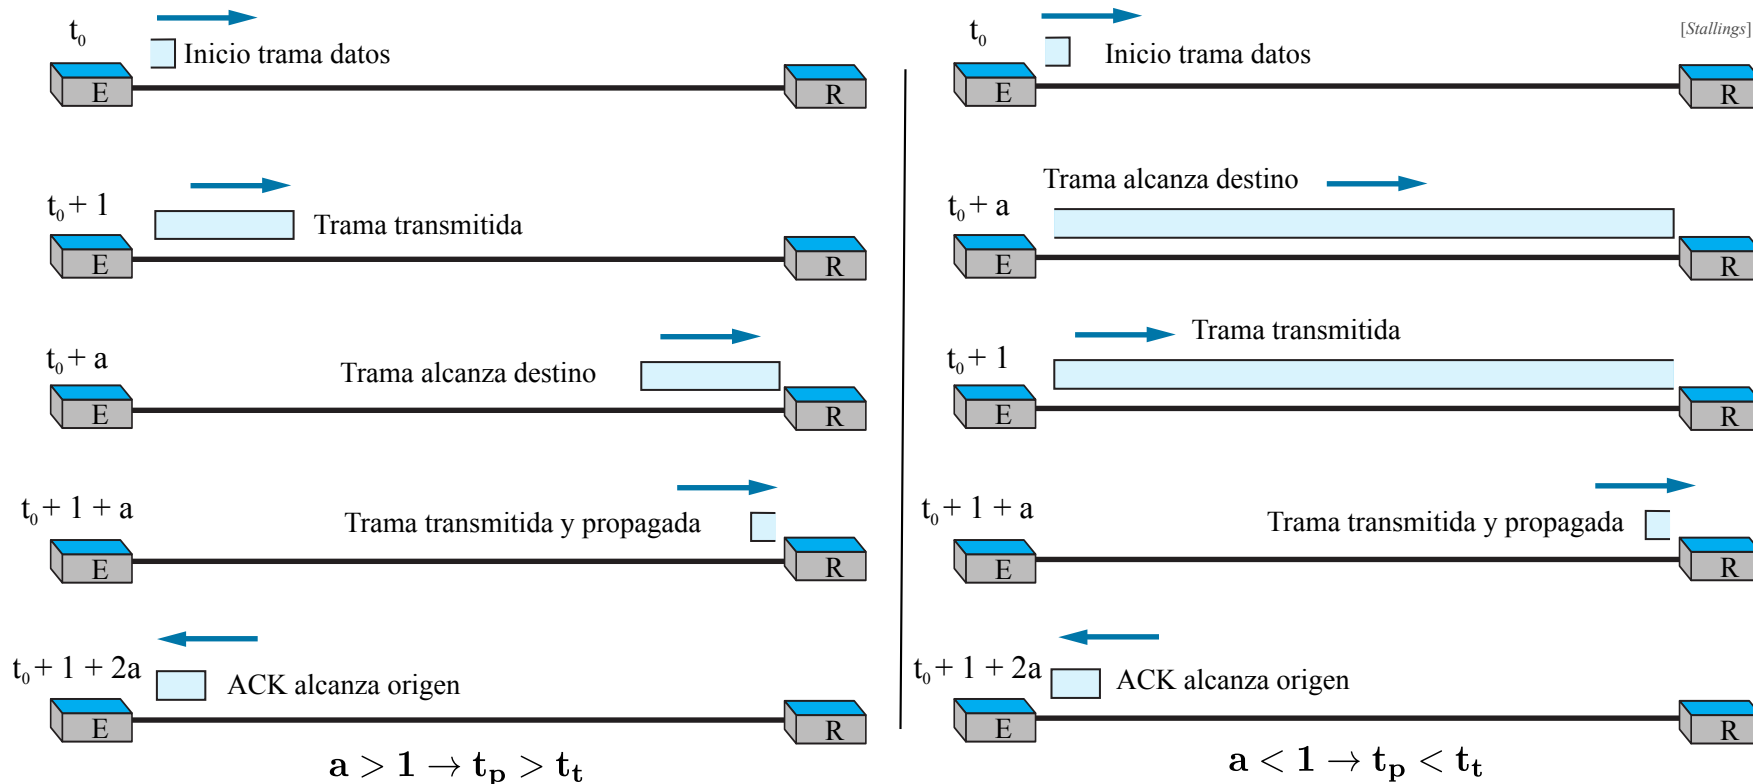 t₀
Inicio trama datos
E
R
t₀ + 1
Trama transmitida
E
R
t₀ + a
Trama alcanza destino
E
R
t₀ + 1 + a
Trama transmitida y propagada
E
R
t₀ + 1 + 2a
ACK alcanza origen
E
R
a > 1 → tₚ > tₜ
[Stallings]
t₀
Inicio trama datos
E
R
Trama alcanza destino
t₀ + a
E
R
Trama transmitida
t₀ + 1
E
R
t₀ + 1 + a
Trama transmitida y propagada
E
R
t₀ + 1 + 2a
ACK alcanza origen
E
R
a < 1 → tₚ < tₜ